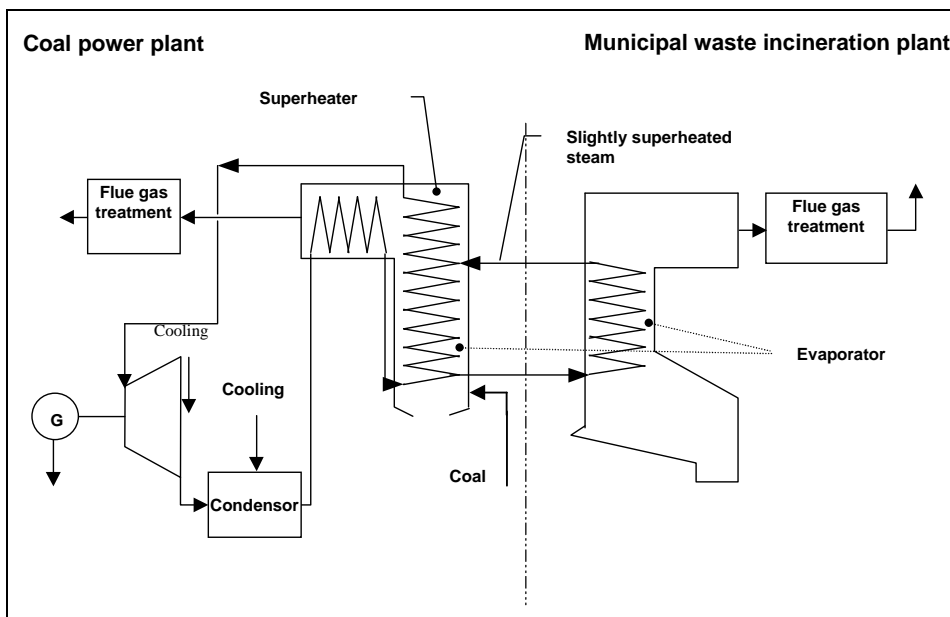 Coal power plant
Municipal waste incineration plant
Superheater
Slightly superheated
steam
Flue gas
treatment
Flue gas
treatment
Cooling
Evaporator
Cooling
G
Coal
Condensor